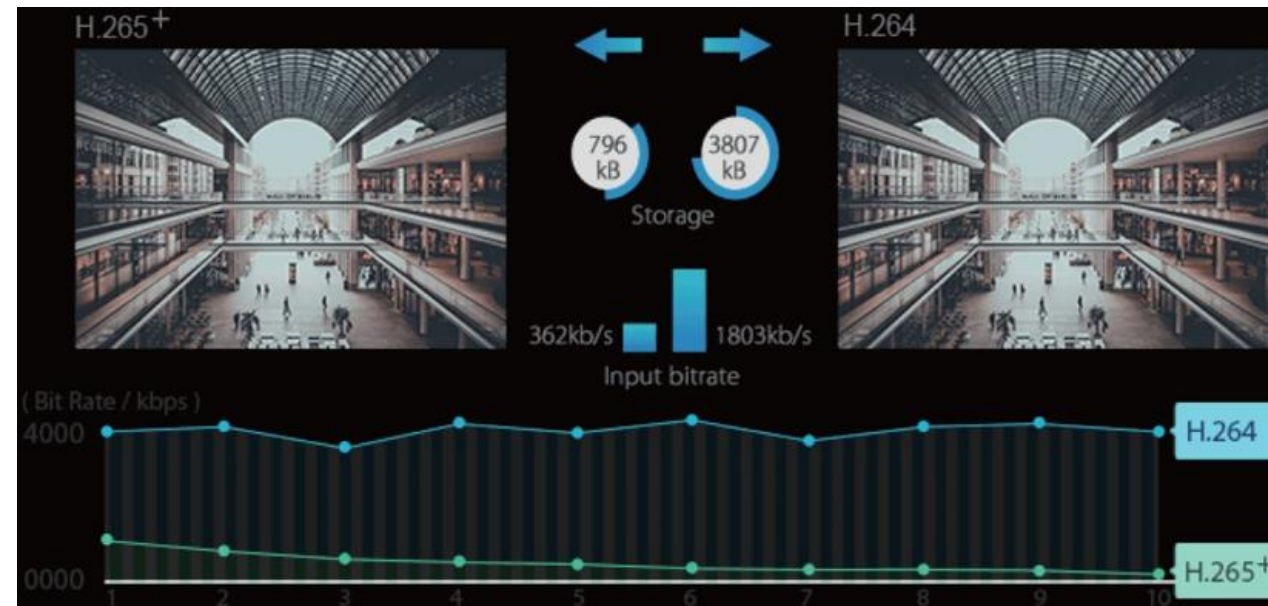 H.265+
H.264
796
kB
3807
kB
Storage
362kb/s
1803kb/s
Input bitrate
( Bit Rate / kbps )
4000
H.264
0000
H.265+
1 2 3 4 5 6 7 8 9 10